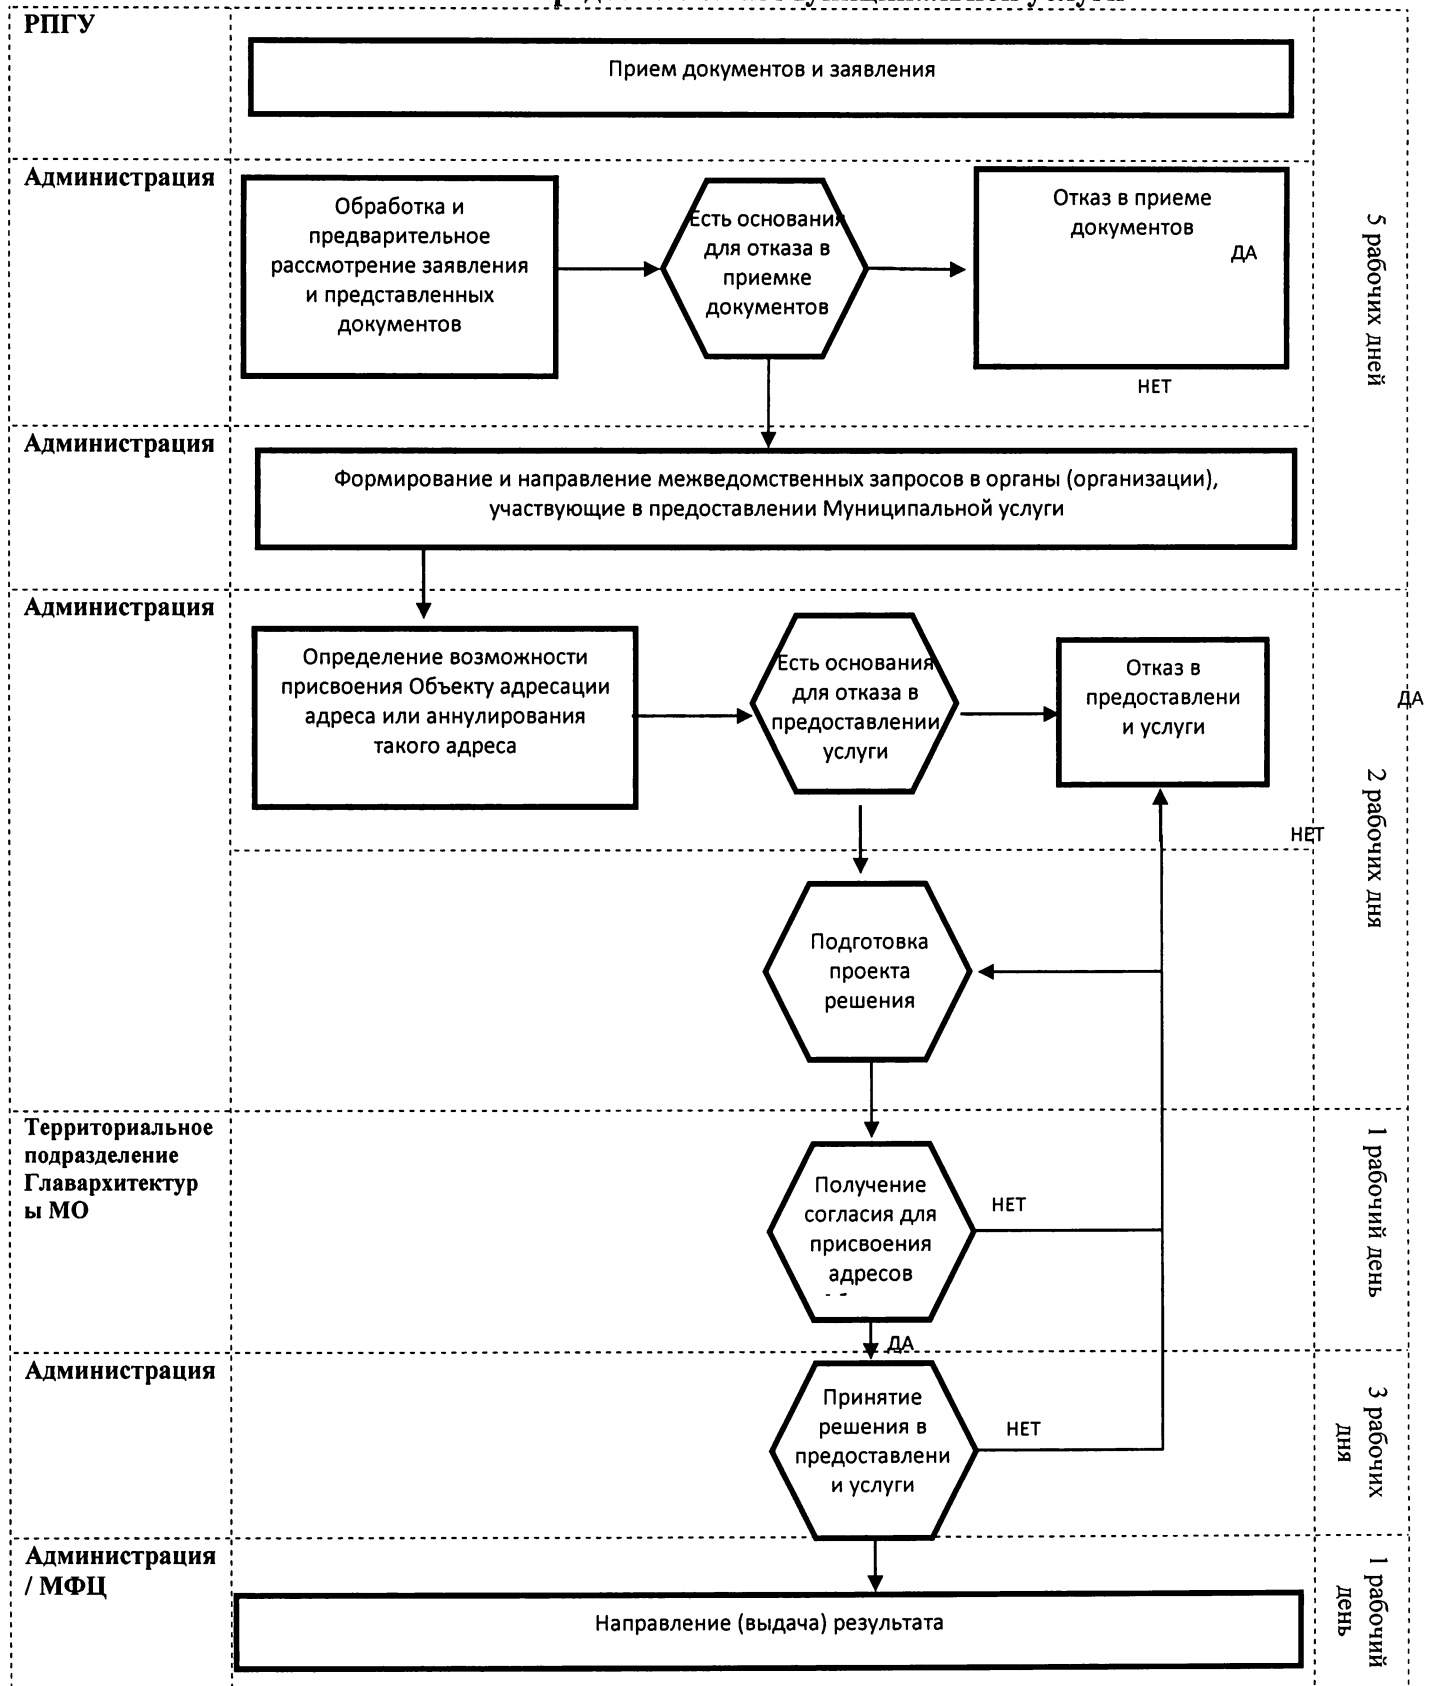 РПГУ
Прием документов и заявления
Администрация
Обработка и
предварительное
рассмотрение заявления
и представленных
документов
Есть основания
для отказа в
приемке
документов
Отказ в приеме
документов
ДА
НЕТ
5 рабочих дней
Администрация
Формирование и направление межведомственных запросов в органы (организации),
участвующие в предоставлении Муниципальной услуги
Администрация
Определение возможности
присвоения Объекту адресации
адреса или аннулирования
такого адреса
Есть основания
для отказа в
предоставлении
услуги
Отказ в
предоставлени
и услуги
ДА
НЕТ
2 рабочих дня
Подготовка
проекта
решения
Территориальное
подразделение
Главархитектур
ы МО
Получение
согласия для
присвоения
адресов
НЕТ
ДА
1 рабочий день
Администрация
Принятие
решения в
предоставлени
и услуги
НЕТ
3 рабочих
дня
Администрация
/ МФЦ
Направление (выдача) результата
1 рабочий
день